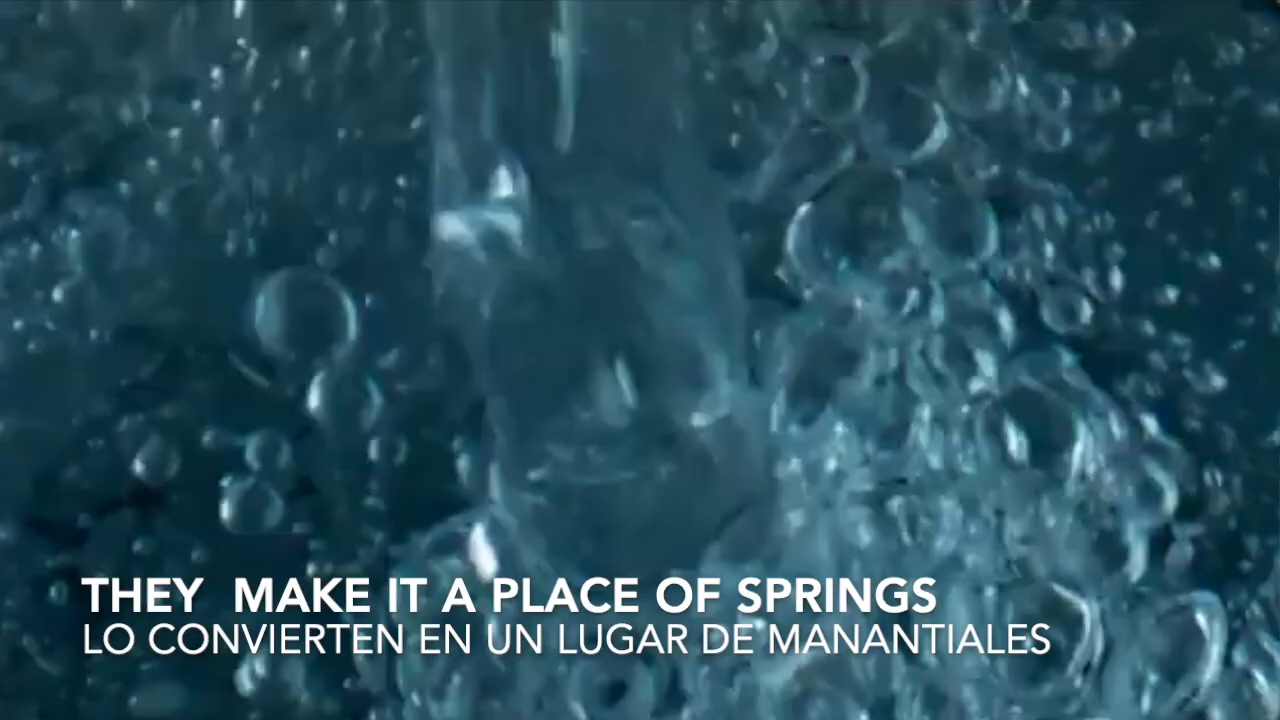 THEY  MAKE IT A PLACE OF SPRINGS
LO CONVIERTEN EN UN LUGAR DE MANANTIALES